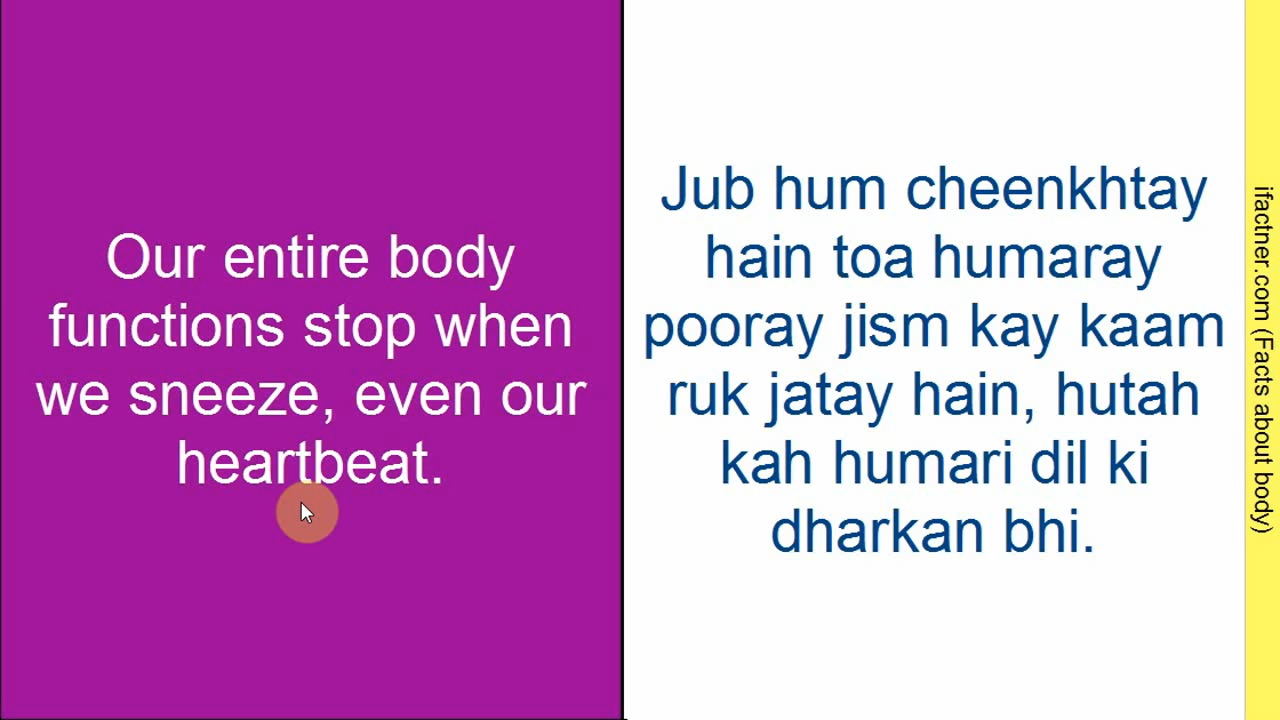 Our entire body
functions stop when
we sneeze, even our
heartbeat.
Jub hum cheenkhtay
hain toa humaray
pooray jism kay kaam
ruk jatay hain, hutah
kah humari dil ki
dharkan bhi.
ifactner.com (Facts about body)